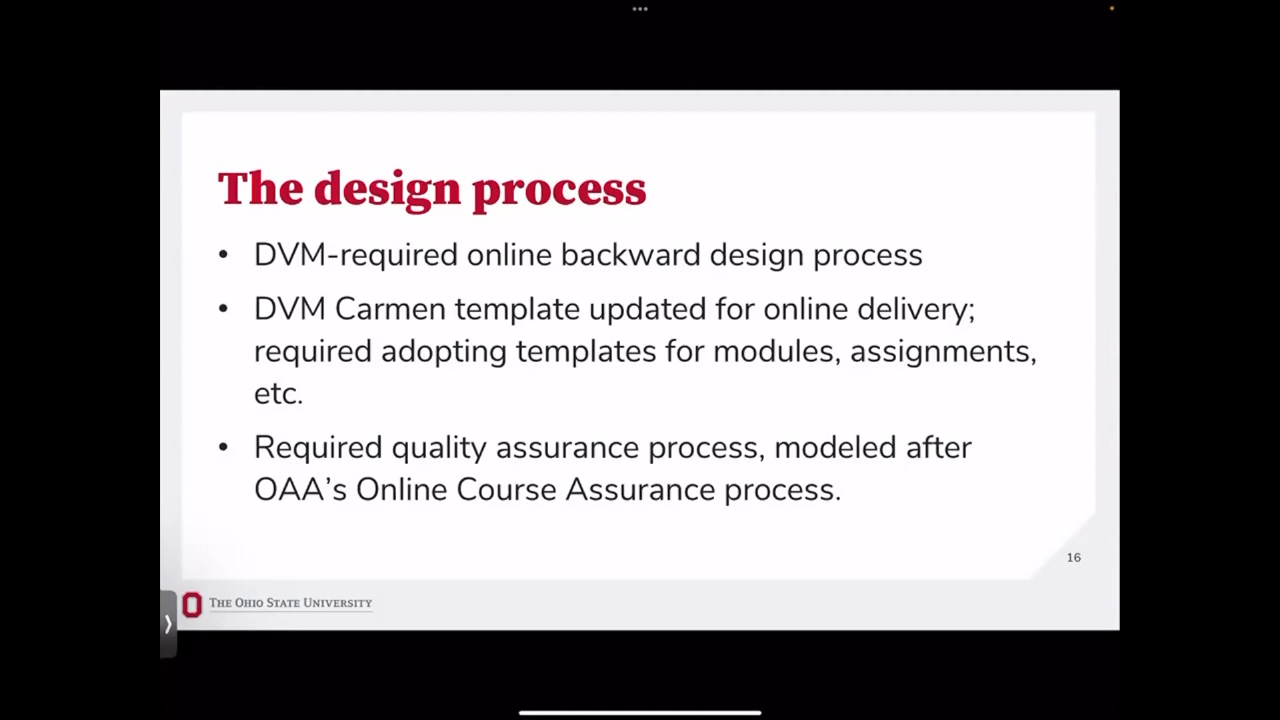 The design process
• DVM-required online backward design process
• DVM Carmen template updated for online delivery;
required adopting templates for modules, assignments,
etc.
• Required quality assurance process, modeled after
OAA’s Online Course Assurance process.
16
THE OHIO STATE UNIVERSITY